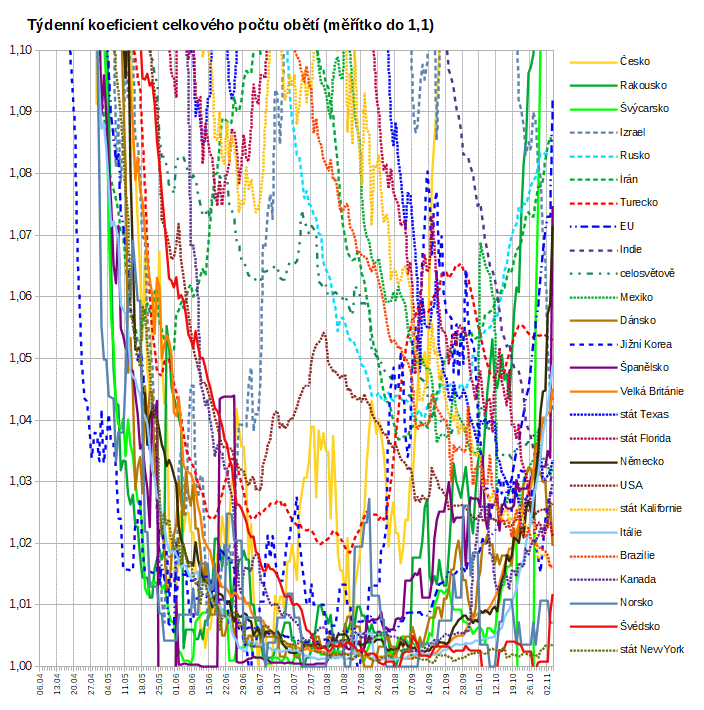 Týdenní koeficient celkového počtu obětí (měřítko do 1,1)
1,10
1,09
1,08
1,07
1,06
1,05
1,04
1,03
1,02
1,01
1,00
06.04
13.04
20.04
27.04
04.05
11.05
18.05
25.05
01.06
08.06
15.06
22.06
29.06
06.07
13.07
20.07
27.07
03.08
10.08
17.08
24.08
31.08
07.09
14.09
21.09
28.09
05.10
12.10
19.10
26.10
02.11
Česko
Rakousko
Švýcarsko
Izrael
Rusko
Irán
Turecko
EU
Indie
celosvětově
Mexiko
Dánsko
Jižní Korea
Španělsko
Velká Británie
stát Texas
stát Florida
Německo
USA
stát Kalifornie
Itálie
Brazílie
Kanada
Norsko
Švédsko
stát New York